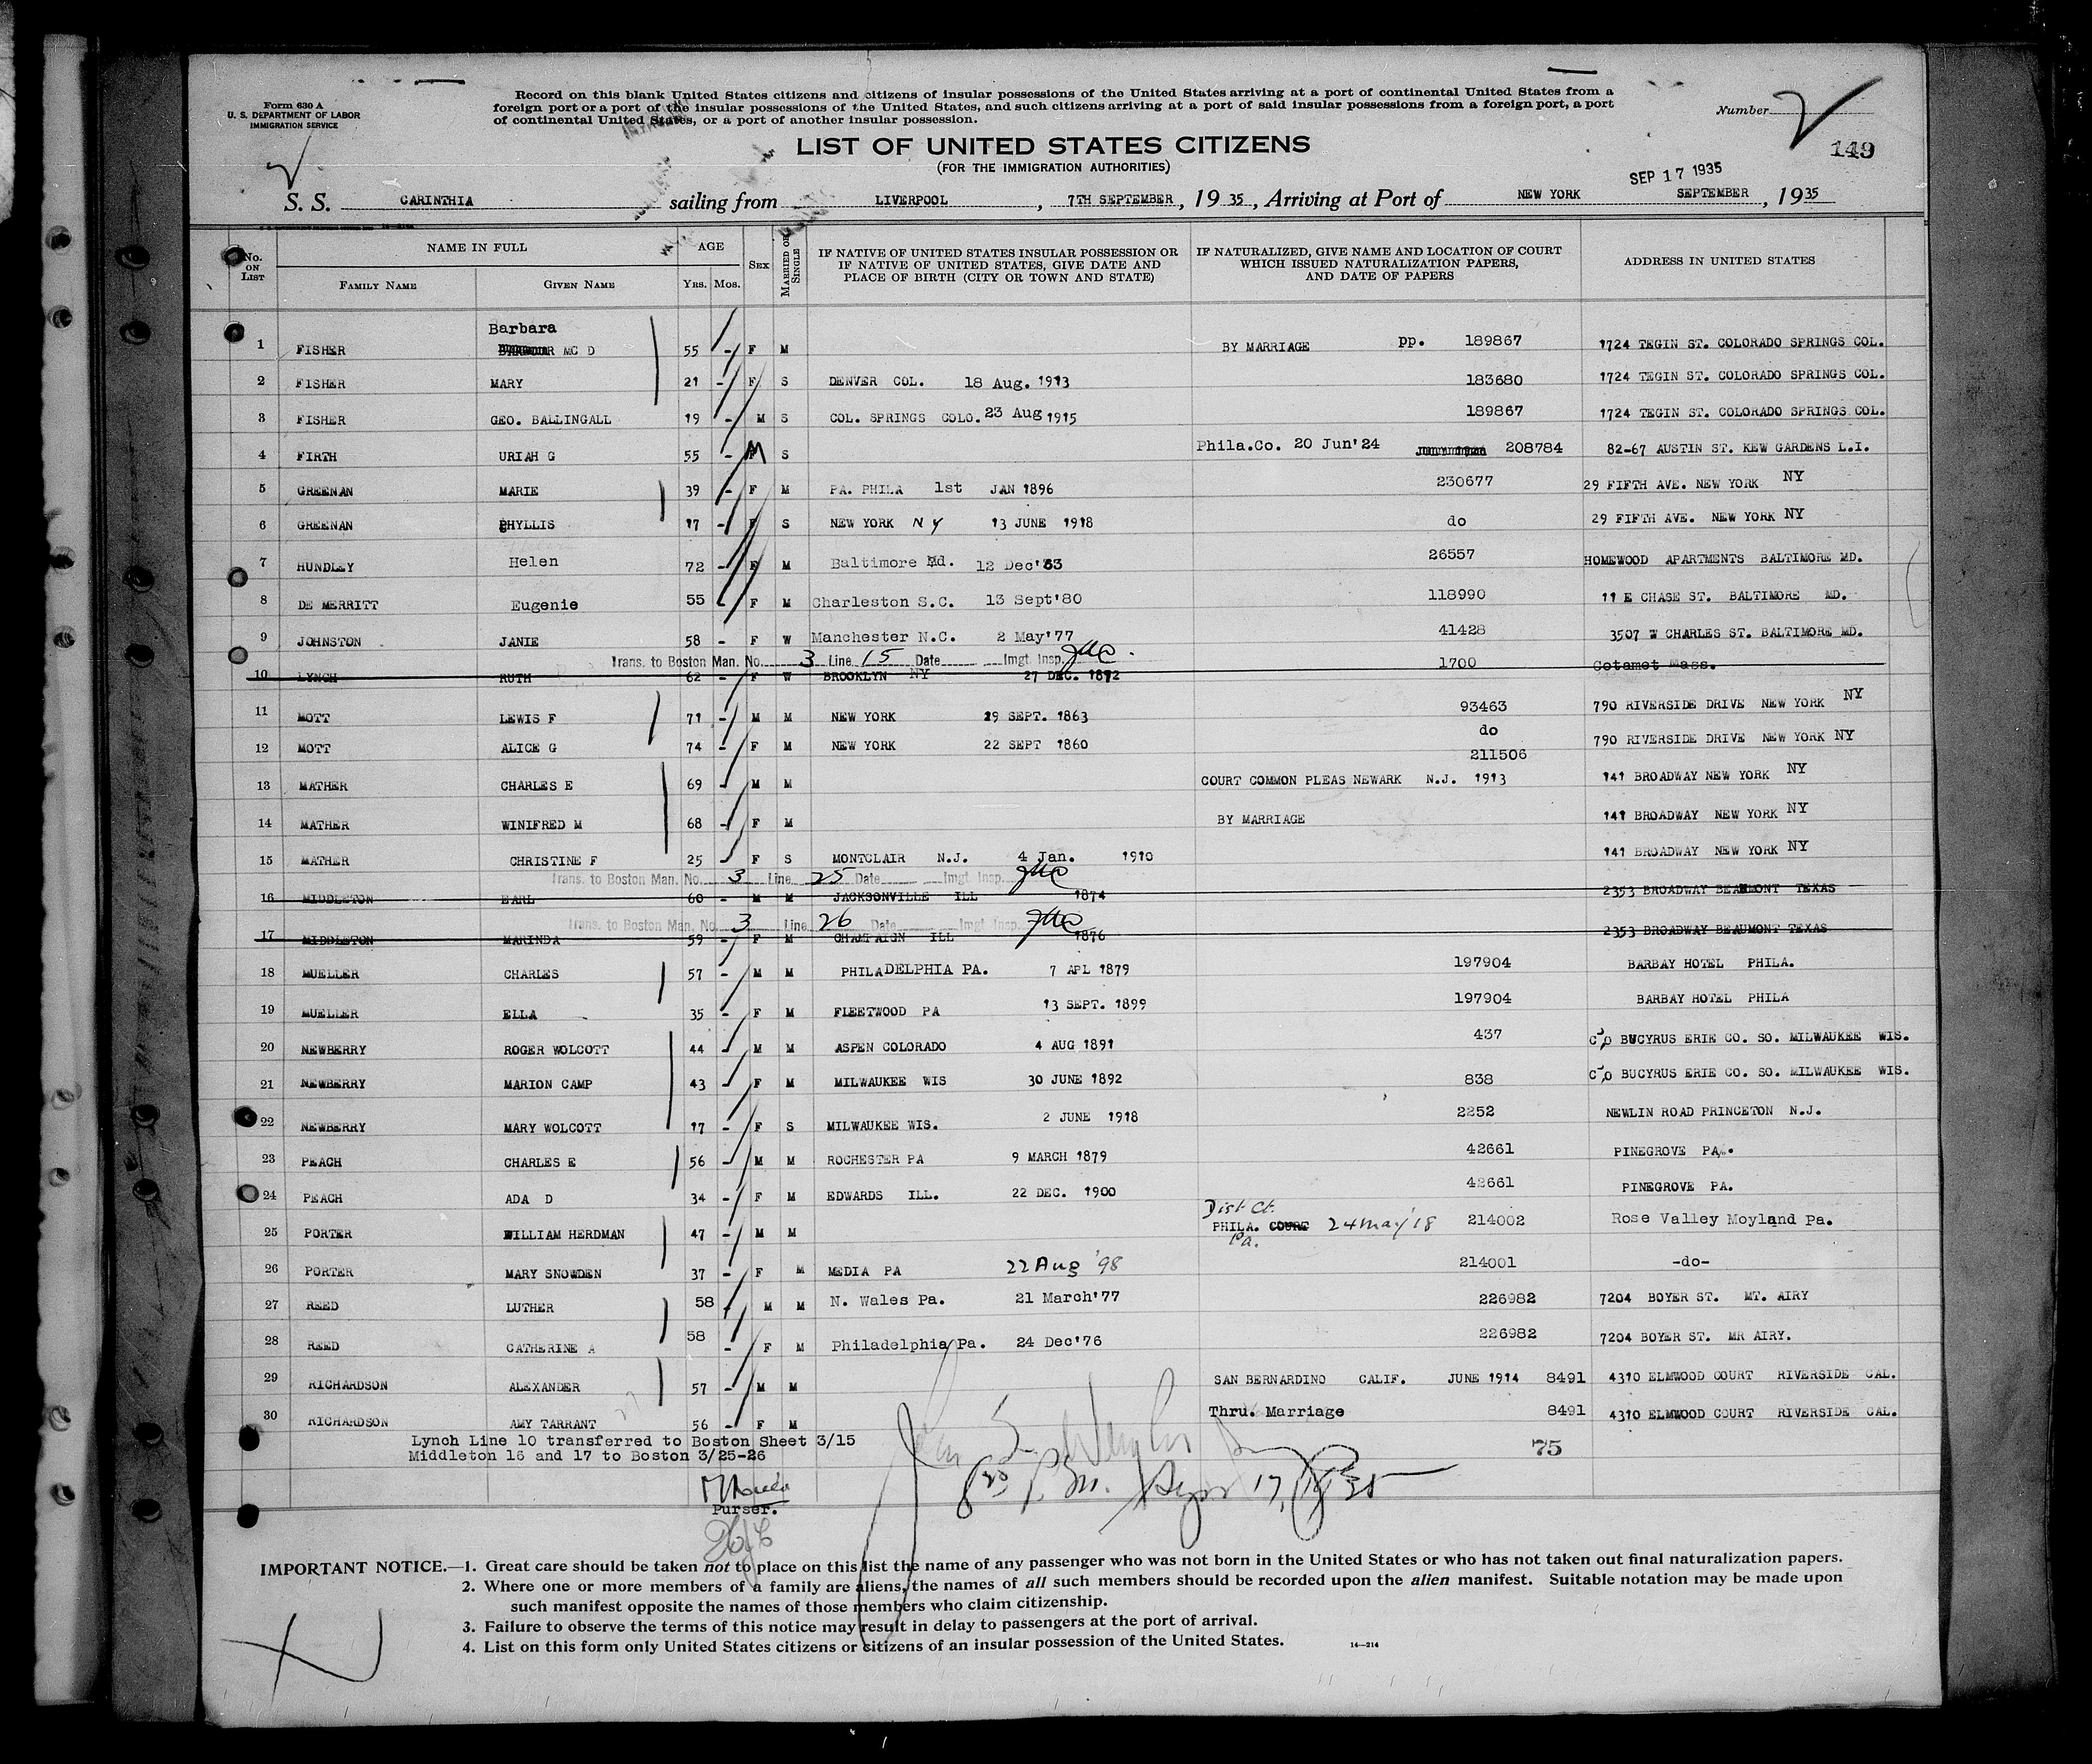 Form 630 A
U. S. DEPARTMENT OF LABOR
IMMIGRATION SERVICE
Record on this blank United States citizens and citizens of insular possessions of the United States arriving at a port of continental United States from a
foreign port or a port of the insular possessions of the United States, and such citizens arriving at a port of said insular possessions from a foreign port, a port
of continental United States, or a port of another insular possession.
Number
149
LIST OF UNITED STATES CITIZENS
(FOR THE IMMIGRATION AUTHORITIES)
SEP 17 1935
S. S. CARINTHIA sailing from LIVERPOOL, 7TH SEPTEMBER, 19 35, Arriving at Port of NEW YORK SEPTEMBER, 19 35
No. ON LIST NAME IN FULL AGE SEX MARRIED OR SINGLE IF NATIVE OF UNITED STATES INSULAR POSSESSION OR IF NATIVE OF UNITED STATES, GIVE DATE AND PLACE OF BIRTH (CITY OR TOWN AND STATE) IF NATURALIZED, GIVE NAME AND LOCATION OF COURT WHICH ISSUED NATURALIZATION PAPERS, AND DATE OF PAPERS ADDRESS IN UNITED STATES
FAMILY NAME GIVEN NAME YRS. MOS.
Barbara
1 FISHER MC D 55 - F M BY MARRIAGE pp. 189867 1724 TEGIN ST. COLORADO SPRINGS COL.
2 FISHER MARY 21 - F S DENVER COL. 18 Aug. 1913 183680 1724 TEGIN ST. COLORADO SPRINGS COL.
3 FISHER GEO. BALLINGALL 19 - M S COL. SPRINGS COLO. 23 Aug 1915 189867 1724 TEGIN ST. COLORADO SPRINGS COL.
4 FIRTH URIAH G 55 - M S Phila.Co. 20 Jun'24 208784 82-67 AUSTIN ST. KEW GARDENS L.I.
5 GREENAN MARIE 39 - F M PA. PHILA 1st JAN 1896 230677 29 FIFTH AVE. NEW YORK NY
6 GREENAN PHYLLIS 17 - F S NEW YORK NY 13 JUNE 1918 do 29 FIFTH AVE. NEW YORK NY
7 HUNDLEY Helen 72 - F M Baltimore Md. 12 Dec'63 26557 HOMEWOOD APARTMENTS BALTIMORE MD.
8 DE MERRITT Eugenie 55 - F M Charleston S.C. 13 Sept'80 118990 11 E CHASE ST. BALTIMORE MD.
9 JOHNSTON JANIE 58 - F W Manchester N.C. 2 May'77 41428 3507 W CHARLES ST. BALTIMORE MD.
Trans. to Boston Man. No. 3 Line 15 Date Imgt. Insp.
10 LYNCH RUTH 62 - F W BROOKLYN NY 27 DEC. 1872 1700 Cotamet Mass.
11 MOTT LEWIS F 71 - M M NEW YORK 29 SEPT. 1863 93463 790 RIVERSIDE DRIVE NEW YORK NY
12 MOTT ALICE G 74 - F M NEW YORK 22 SEPT 1860 do 790 RIVERSIDE DRIVE NEW YORK NY
211506
13 MATHER CHARLES E 69 - M M COURT COMMON PLEAS NEWARK N.J. 1913 141 BROADWAY NEW YORK NY
14 MATHER WINIFRED M 68 - F M BY MARRIAGE 141 BROADWAY NEW YORK NY
15 MATHER CHRISTINE F 25 - F S MONTCLAIR N.J. 4 Jan. 1910 141 BROADWAY NEW YORK NY
Trans. to Boston Man. No. 3 Line 25 Date Imgt. Insp.
16 MIDDLETON EARL 60 - M M JACKSONVILLE ILL 1874 2353 BROADWAY BEAUMONT TEXAS
Trans. to Boston Man. No. 3 Line 26 Date Imgt Insp.
17 MIDDLETON MARINDA 59 - F M CHAMPAIGN ILL 1876 2353 BROADWAY BEAUMONT TEXAS
18 MUELLER CHARLES 57 - M M PHILADELPHIA PA. 7 APL 1879 197904 BARBAY HOTEL PHILA.
19 MUELLER ELLA 35 - F M FLEETWOOD PA 13 SEPT. 1899 197904 BARBAY HOTEL PHILA
20 NEWBERRY ROGER WOLCOTT 44 - M M ASPEN COLORADO 4 AUG 1891 437 C/o BUCYRUS ERIE CO. SO. MILWAUKEE WIS.
21 NEWBERRY MARION CAMP 43 - F M MILWAUKEE WIS 30 JUNE 1892 838 C/o BUCYRUS ERIE CO. SO. MILWAUKEE WIS.
22 NEWBERRY MARY WOLCOTT 17 - F S MILWAUKEE WIS. 2 JUNE 1918 2252 NEWLIN ROAD PRINCETON N.J.
23 PEACH CHARLES E 56 - M M ROCHESTER PA 9 MARCH 1879 42661 PINEGROVE PA.
24 PEACH ADA D 34 - F M EDWARDS ILL. 22 DEC. 1900 42661 PINEGROVE PA.
Dist Ct.
25 PORTER WILLIAM HERDMAN 47 - M M PHILA. COURT 24 May '18 214002 Rose Valley Moyland Pa.
Pa.
26 PORTER MARY SNOWDEN 37 - F M MEDIA PA 22 Aug '98 214001 -do-
27 REED LUTHER 58 - M M N. Wales Pa. 21 March'77 226982 7204 BOYER ST. MT. AIRY
28 REED CATHERINE A 58 - F M Philadelphia Pa. 24 Dec'76 226982 7204 BOYER ST. MR AIRY.
29 RICHARDSON ALEXANDER 57 - M M SAN BERNARDINO CALIF. JUNE 1914 8491 4310 ELMWOOD COURT RIVERSIDE CAL.
30 RICHARDSON AMY TARRANT 56 - F M Thru. Marriage 8491 4310 ELMWOOD COURT RIVERSIDE CAL.
Lynch Line 10 transferred to Boston Sheet 3/15
Middleton 16 and 17 to Boston 3/25-26
75
P. M. Sept 17, 1935
Purser.
IMPORTANT NOTICE.—1. Great care should be taken not to place on this list the name of any passenger who was not born in the United States or who has not taken out final naturalization papers.
2. Where one or more members of a family are aliens, the names of all such members should be recorded upon the alien manifest. Suitable notation may be made upon
such manifest opposite the names of those members who claim citizenship.
3. Failure to observe the terms of this notice may result in delay to passengers at the port of arrival.
4. List on this form only United States citizens or citizens of an insular possession of the United States.
14—214